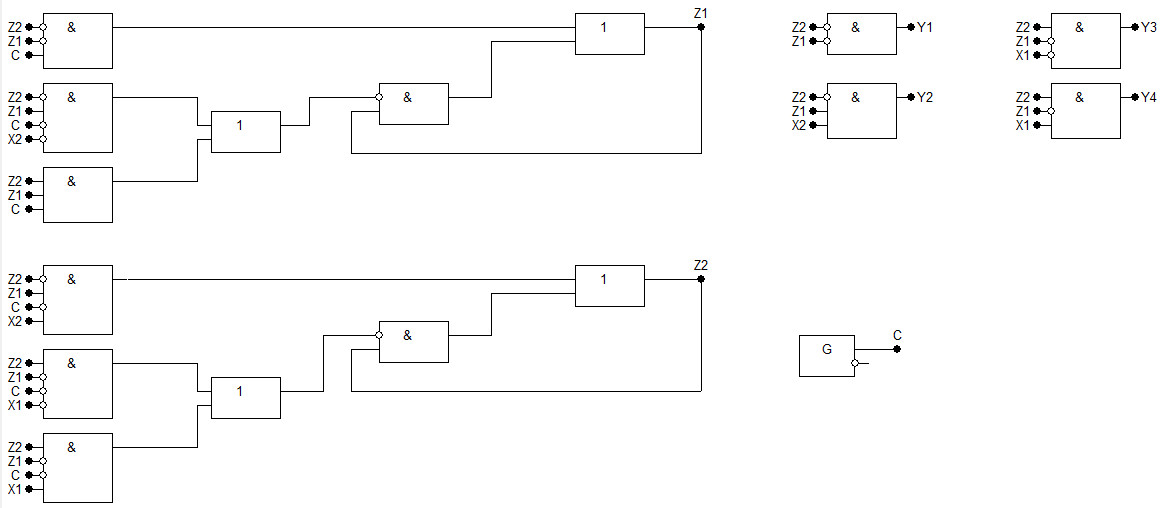 Z1
Z2 & 1 Z2 & Y1 Z2 & Y3
Z1 Z1 Z1
C X1
Z2 & & Z2 & Y2 Z2 & Y4
Z1 Z1 Z1
C 1 X2 X1
X2
Z2 &
Z1
C
Z2
Z2 & 1
Z1
C
X2
&
C
Z2 & G
Z1
C 1
X1
Z2 &
Z1
C
X1